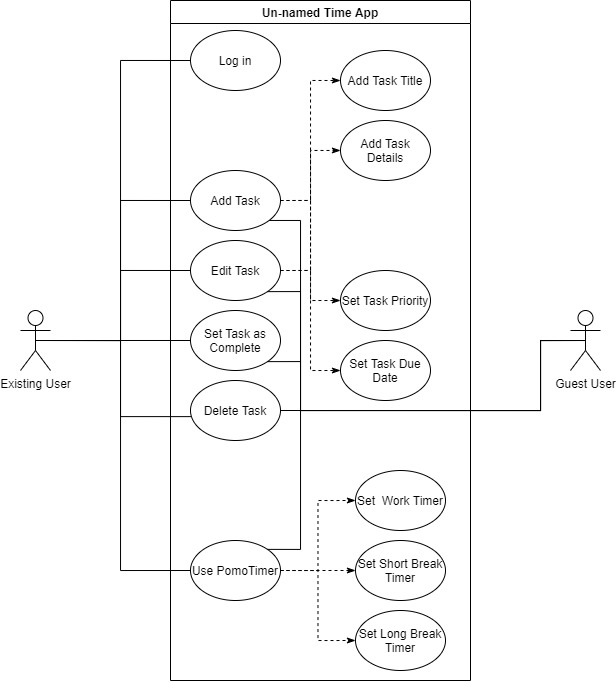 Un-named Time App
Log in
Add Task Title
Add Task
Details
Add Task
Edit Task
Set Task Priority
Set Task as
Complete
Set Task Due
Date
Existing User
Guest User
Delete Task
Set  Work Timer
Use PomoTimer
Set Short Break
Timer
Set Long Break
Timer